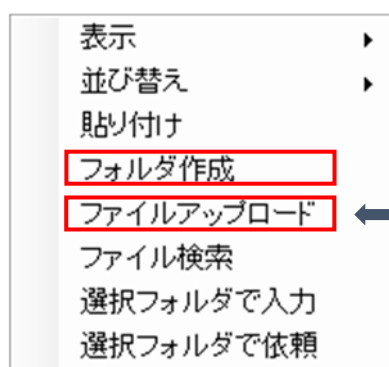 表示
並び替え
貼り付け
フォルダ作成
ファイルアップロード
ファイル検索
選択フォルダで入力
選択フォルダで依頼